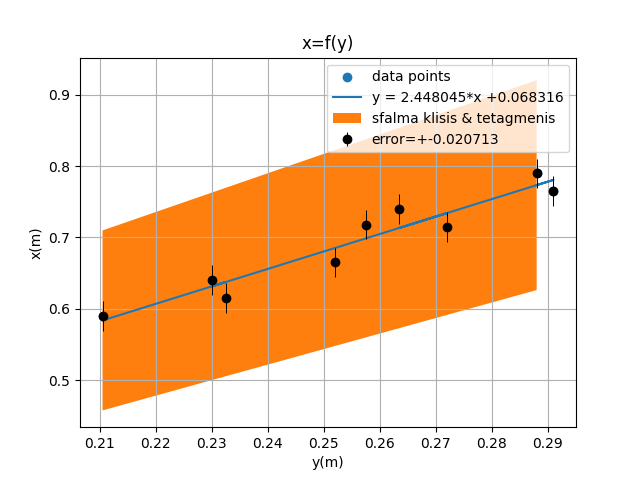 x=f(y)
data points
y = 2.448045*x +0.068316
sfalma klisis & tetagmenis
error=+-0.020713
0.9
0.8
0.7
0.6
0.5
x(m)
0.21 0.22 0.23 0.24 0.25 0.26 0.27 0.28 0.29
y(m)